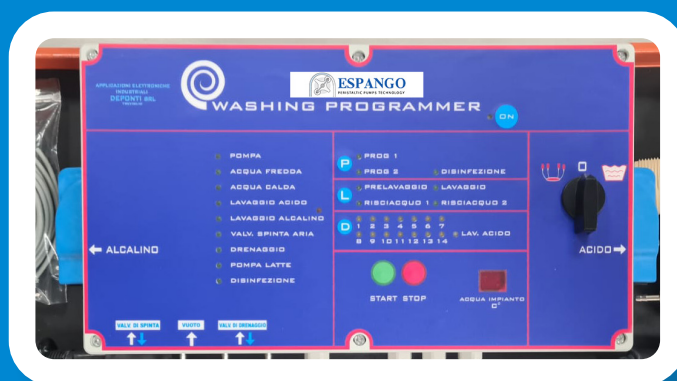 APPLICAZIONI ELETTRONICHE
INDUSTRIALI
DEPONTI SRL
ESPANGO
PERISTALTIC PUMPS TECHNOLOGY
WASHING PROGRAMMER
ON
POMPA
ACQUA FREDDA
ACQUA CALDA
LAVAGGIO ACIDO
LAVAGGIO ALCALINO
VALV. SPINTA ARIA
DRENAGGIO
POMPA LATTE
DISINFEZIONE
← ALCALINO
VALV. DI SPINTA
VUOTO
VALV. DI DRENAGGIO
P
PROG 1
PROG 2 DISINFEZIONE
L
PRELAVAGGIO LAVAGGIO
RISCIACQUO 1 RISCIACQUO 2
D
1 2 3 4 5 6 7
LAV. ACIDO
8 9 10 11 12 13 14
START STOP
ACQUA IMPIANTO
C°
ACIDO →